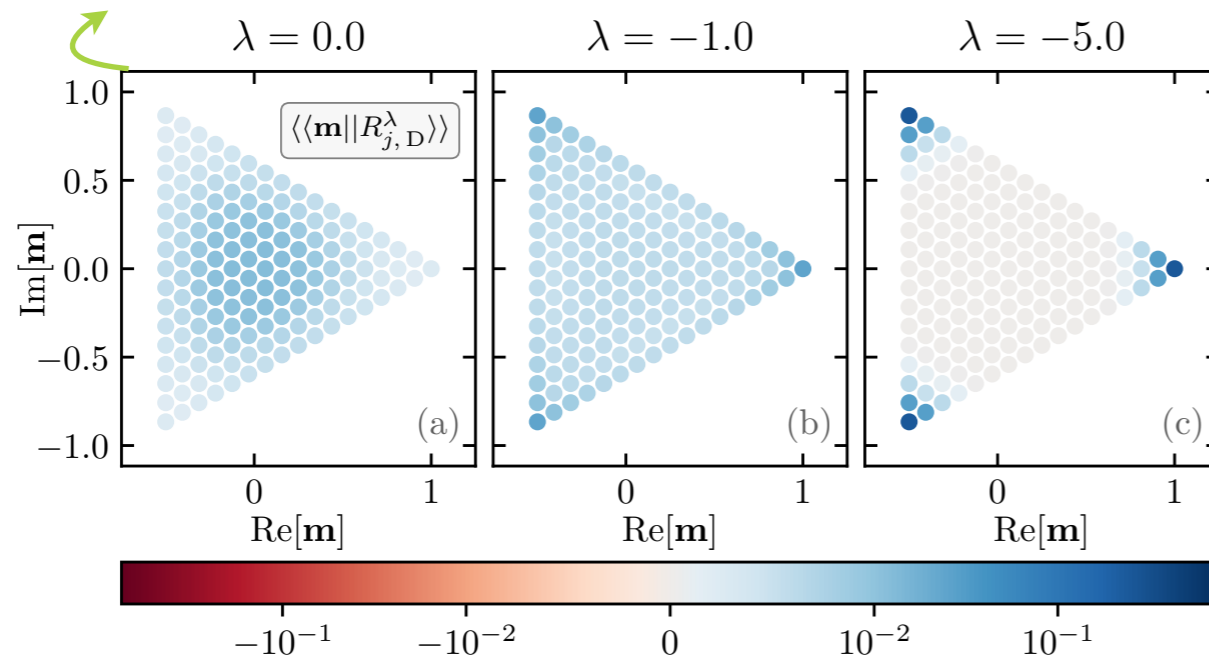 λ = 0.0 λ = −1.0 λ = −5.0
⟨⟨m||R^λ_{j, D}⟩⟩
Im[m]
1.0
0.5
0.0
−0.5
−1.0
(a) (b) (c)
0 1 0 1 0 1
Re[m] Re[m] Re[m]
−10^{−1} −10^{−2} 0 10^{−2} 10^{−1}